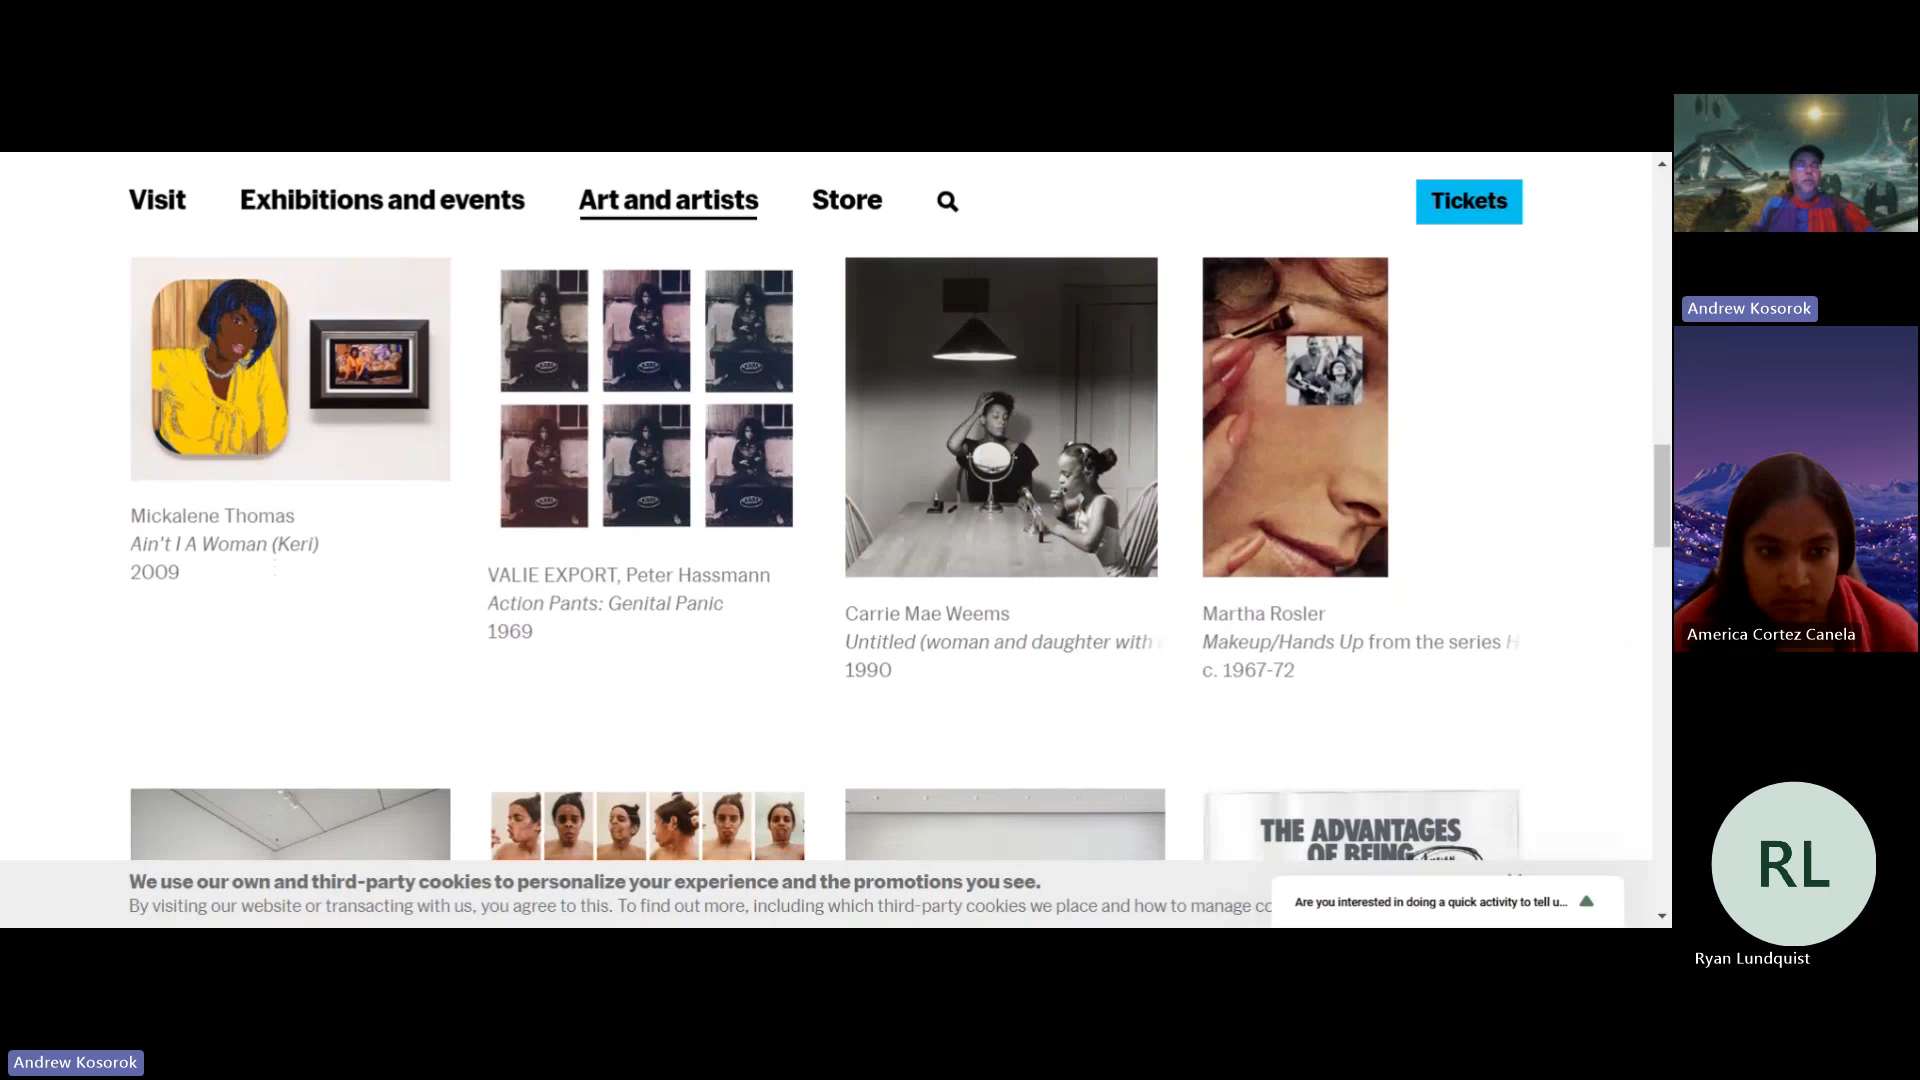 Visit Exhibitions and events Art and artists Store Tickets
Mickalene Thomas
Ain't I A Woman (Keri)
2009
VALIE EXPORT, Peter Hassmann
Action Pants: Genital Panic
1969
Carrie Mae Weems
Untitled (woman and daughter with
1990
Martha Rosler
Makeup/Hands Up from the series H
c. 1967-72
THE ADVANTAGES
OF BEING
We use our own and third-party cookies to personalize your experience and the promotions you see.
By visiting our website or transacting with us, you agree to this. To find out more, including which third-party cookies we place and how to manage co
Are you interested in doing a quick activity to tell u...
Andrew Kosorok
America Cortez Canela
RL
Ryan Lundquist
Andrew Kosorok